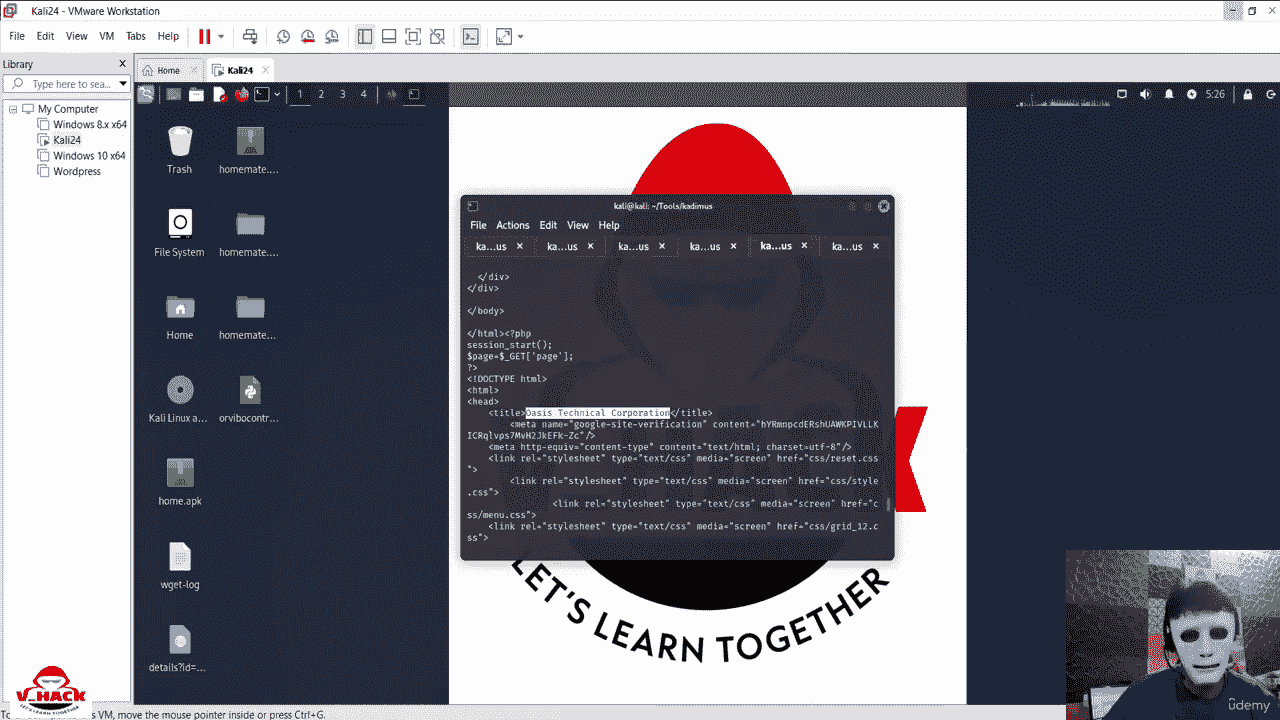 Kali24 - VMware Workstation
File Edit View VM Tabs Help
Library
Type here to sea...
My Computer
Windows 8.x x64
Kali24
Windows 10 x64
Wordpress
Home
Kali24
1 2 3 4
5:26
Trash
homemate....
File System
homemate...
Home
homemate...
Kali Linux a...
orvibocontr...
home.apk
wget-log
details?id=...
kali@kali: ~/Tools/kadimus
File Actions Edit View Help
ka...us ka...us ka...us ka...us ka...us ka...us
</div>
</div>
</body>
</html><?php
session_start();
$page=$_GET['page'];
?>
<!DOCTYPE html>
<html>
<head>
<title>Oasis Technical Corporation</title>
<meta name="google-site-verification" content="hYRmnpcdERshUAWKPIVLLK
ICRqlvps7MvH2JkEFk-Zc"/>
<meta http-equiv="content-type" content="text/html; charset=utf-8"/>
<link rel="stylesheet" type="text/css" media="screen" href="css/reset.css
">
<link rel="stylesheet" type="text/css" media="screen" href="css/style
.css">
<link rel="stylesheet" type="text/css" media="screen" href="c
ss/menu.css">
<link rel="stylesheet" type="text/css" media="screen" href="css/grid_12.c
ss">
LET'S LEARN TOGETHER
V_HACK
LET'S LEARN TOGETHER
VM, move the mouse pointer inside or press Ctrl+G.
ûdemy